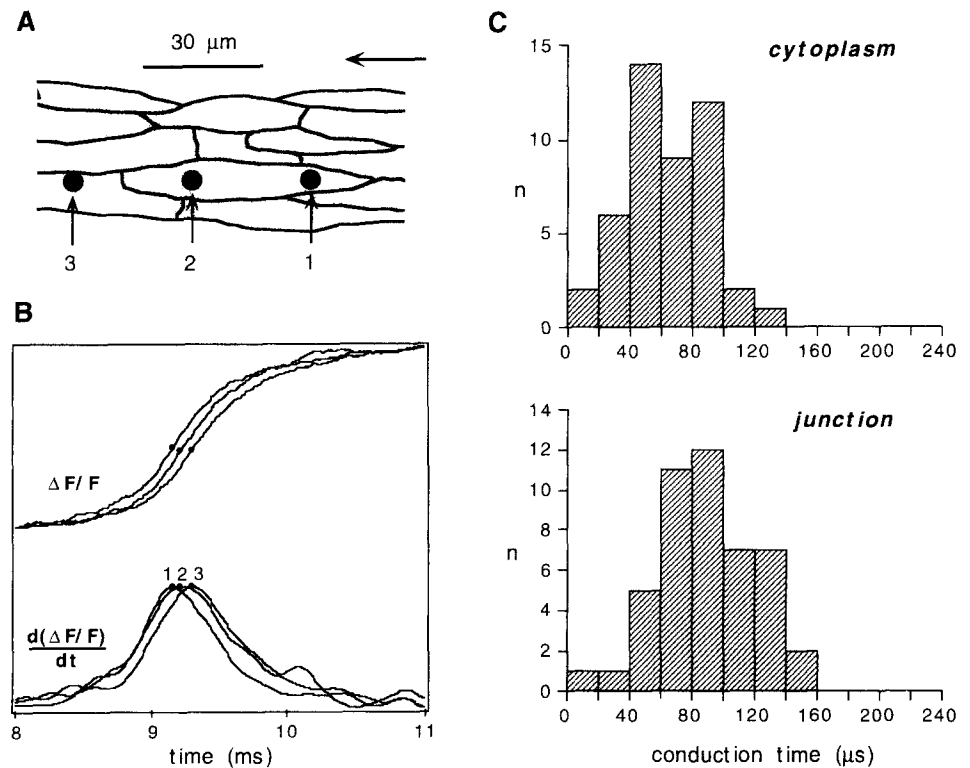 A
30 μm
3
2
1
B
Δ F/ F
1 2 3
d(Δ F/ F)
dt
8 9 10 11
time (ms)
C
cytoplasm
15
10
n
5
0
0 40 80 120 160 200 240
junction
14
12
10
8
n
6
4
2
0
0 40 80 120 160 200 240
conduction time (μs)